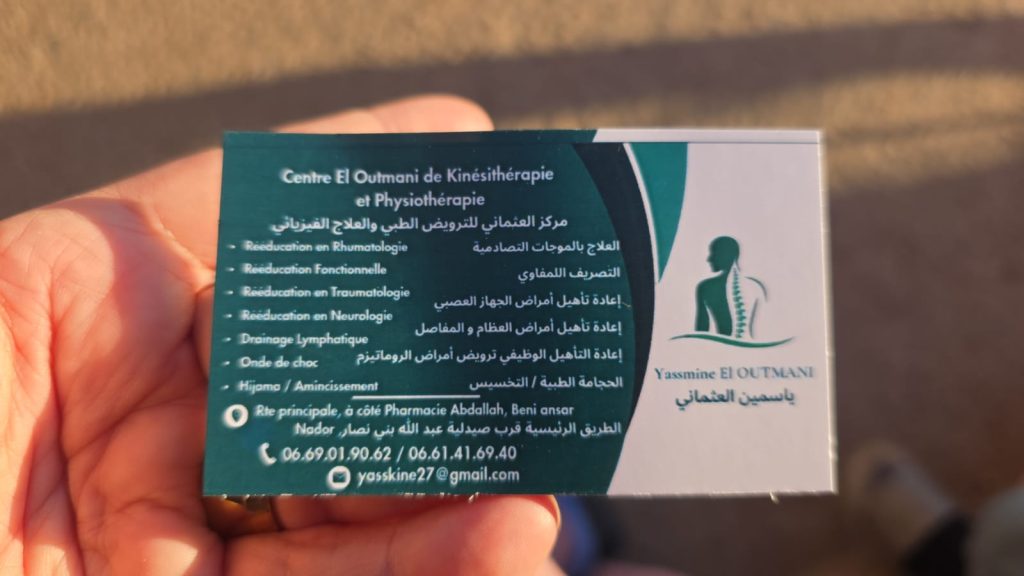 Centre El Outmani de Kinésithérapie
et Physiothérapie
مركز العثماني للترويض الطبي والعلاج الفيزيائي
- Rééducation en Rhumatologie
- Rééducation Fonctionnelle
- Rééducation en Traumatologie
- Rééducation en Neurologie
- Drainage Lymphatique
- Onde de choc
- Hijama / Amincissement
العلاج بالموجات التصادمية
التصريف اللمفاوي
إعادة تأهيل أمراض الجهاز العصبي
إعادة تأهيل أمراض العظام و المفاصل
إعادة التأهيل الوظيفي ترويض أمراض الروماتيزم
الحجامة الطبية / التخسيس
Rte principale, à côté Pharmacie Abdallah, Beni ansar
الطريق الرئيسية قرب صيدلية عبد الله بني نصار, Nador
06.69.01.90.62 / 06.61.41.69.40
yasskine27@gmail.com
Yassmine El OUTMANI
ياسمين العثماني